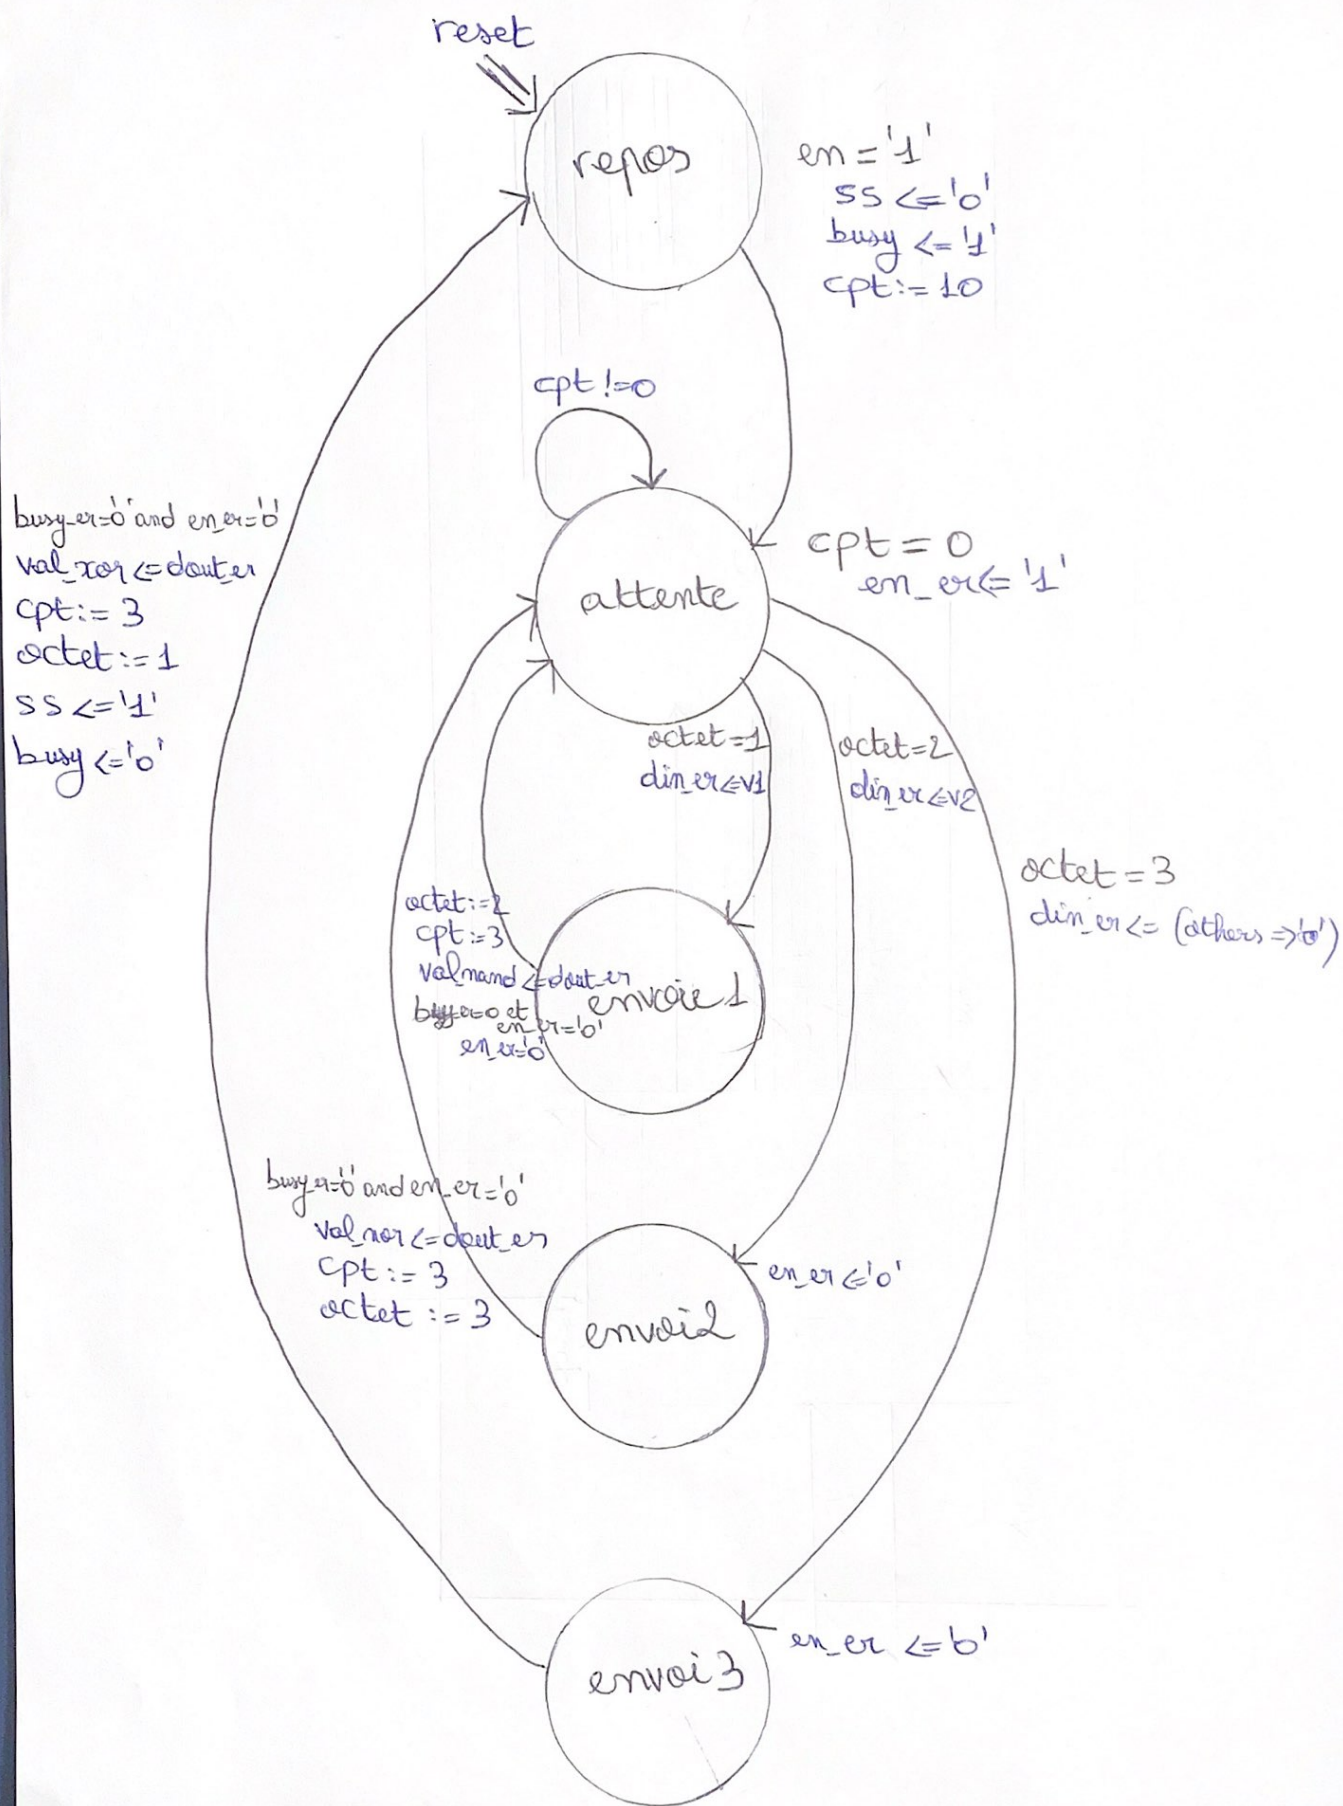 reset
repos
en = '1'
ss <= '0'
busy <= '1'
cpt := 10
cpt != 0
busy_er='0' and en_er='0'
val_xor <= dout_er
cpt := 3
octet := 1
ss <= '1'
busy <= '0'
attente
cpt = 0
en_er <= '1'
octet=1
din_er <= v1
octet=2
din_er <= v2
octet = 3
din_er <= (others => '0')
octet := 2
cpt := 3
val_nand <= dout_er
envoie1
=0 et
en_er='0'
en_er='0'
busy_er='0' and en_er='0'
val_nor <= dout_er
cpt := 3
octet := 3
en_er <= '0'
envoi2
en_er <= '0'
envoi3